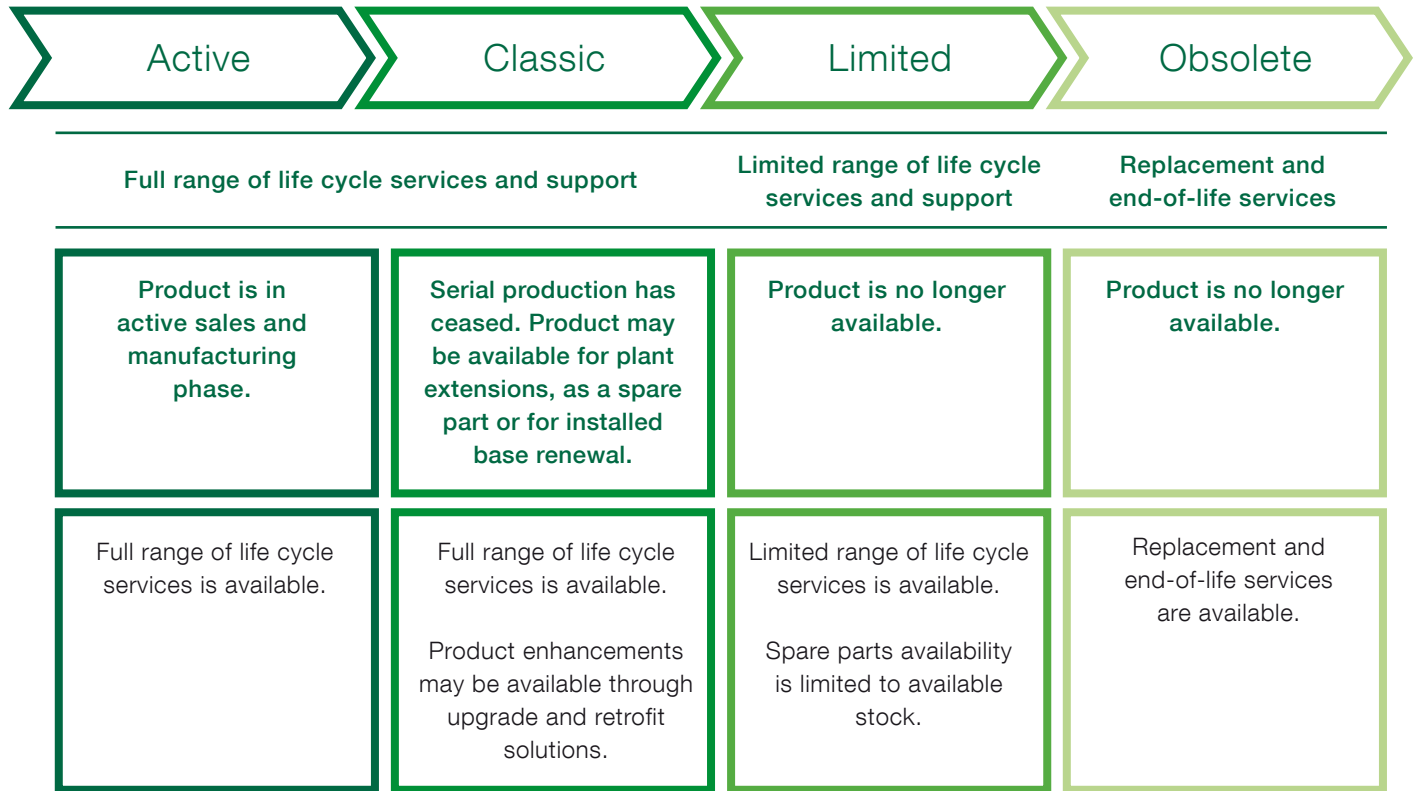 Active
Classic
Limited
Obsolete
Full range of life cycle services and support
Limited range of life cycle
services and support
Replacement and
end-of-life services
Product is in
active sales and
manufacturing
phase.
Serial production has
ceased. Product may
be available for plant
extensions, as a spare
part or for installed
base renewal.
Product is no longer
available.
Product is no longer
available.
Full range of life cycle
services is available.
Full range of life cycle
services is available.
Product enhancements
may be available through
upgrade and retrofit
solutions.
Limited range of life cycle
services is available.
Spare parts availability
is limited to available
stock.
Replacement and
end-of-life services
are available.